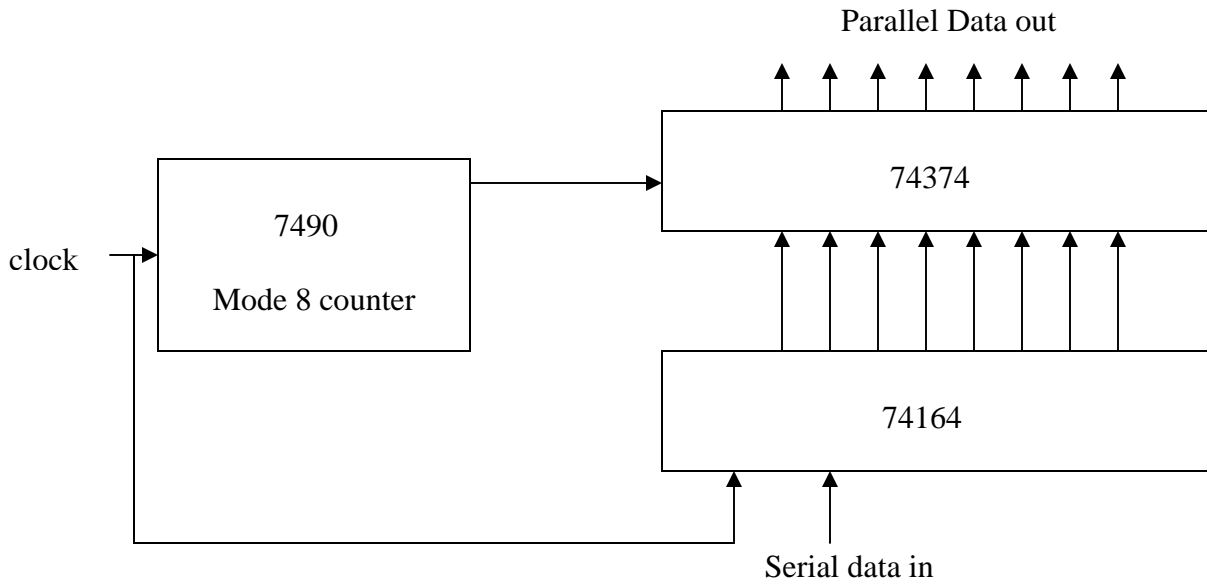 Parallel Data out
74374
7490
clock
Mode 8 counter
74164
Serial data in